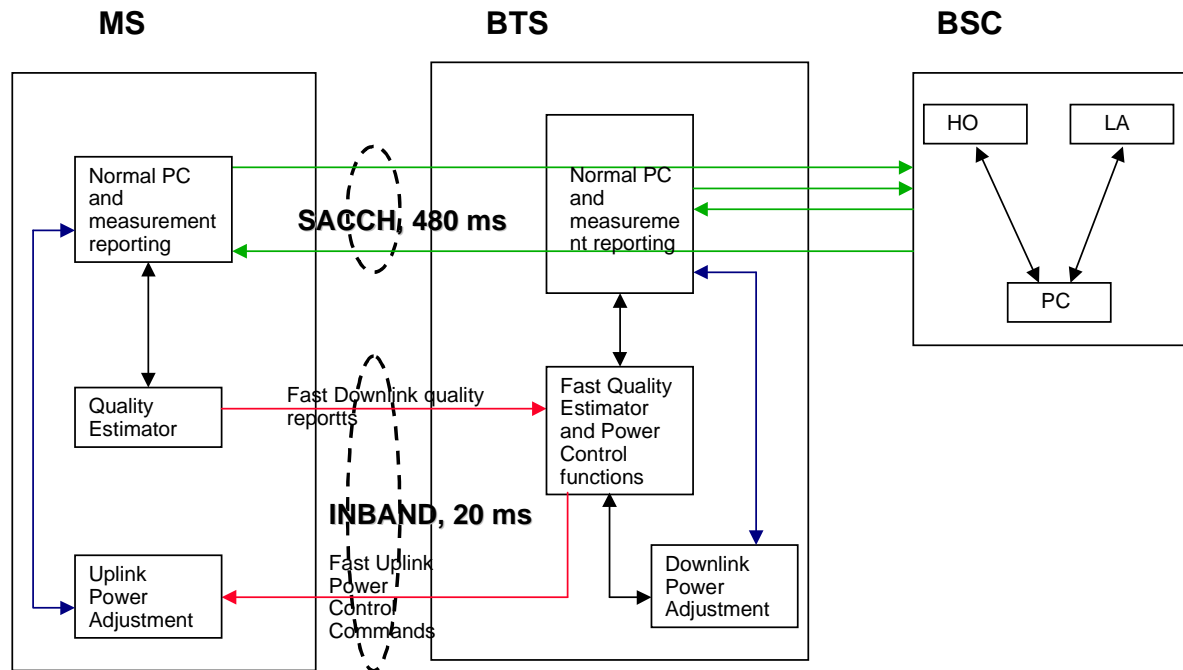 MS
BTS
BSC
HO
LA
PC
Normal PC
and
measurement
reporting
SACCH, 480 ms
Normal PC
and
measureme
nt reporting
Quality
Estimator
Fast Downlink quality
reportts
Fast Quality
Estimator
and Power
Control
functions
INBAND, 20 ms
Uplink
Power
Adjustment
Fast Uplink
Power
Control
Commands
Downlink
Power
Adjustment